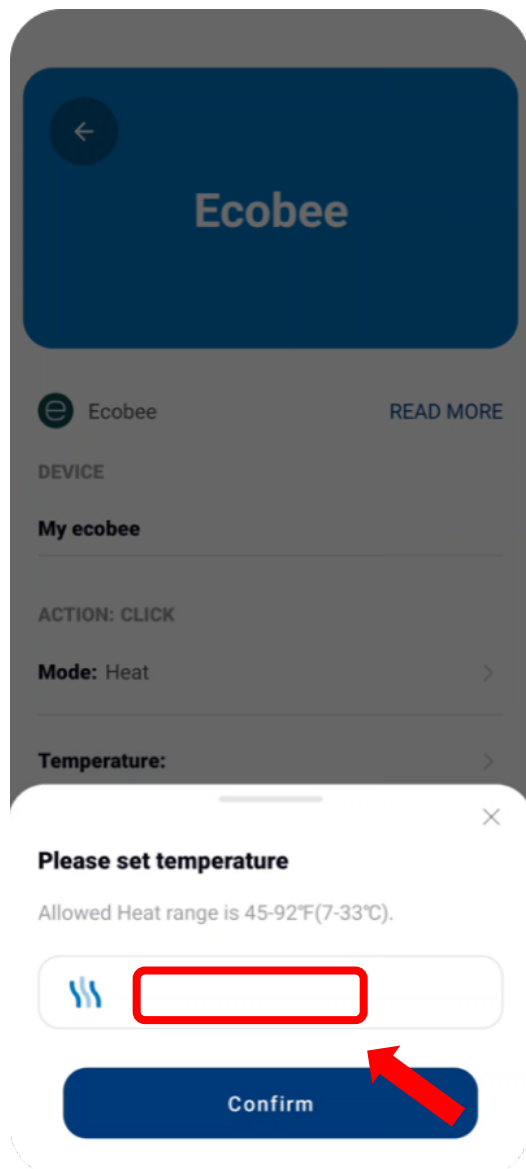 Ecobee
Ecobee READ MORE
DEVICE
My ecobee
ACTION: CLICK
Mode: Heat
Temperature:
Please set temperature
Allowed Heat range is 45-92°F(7-33°C).
Confirm